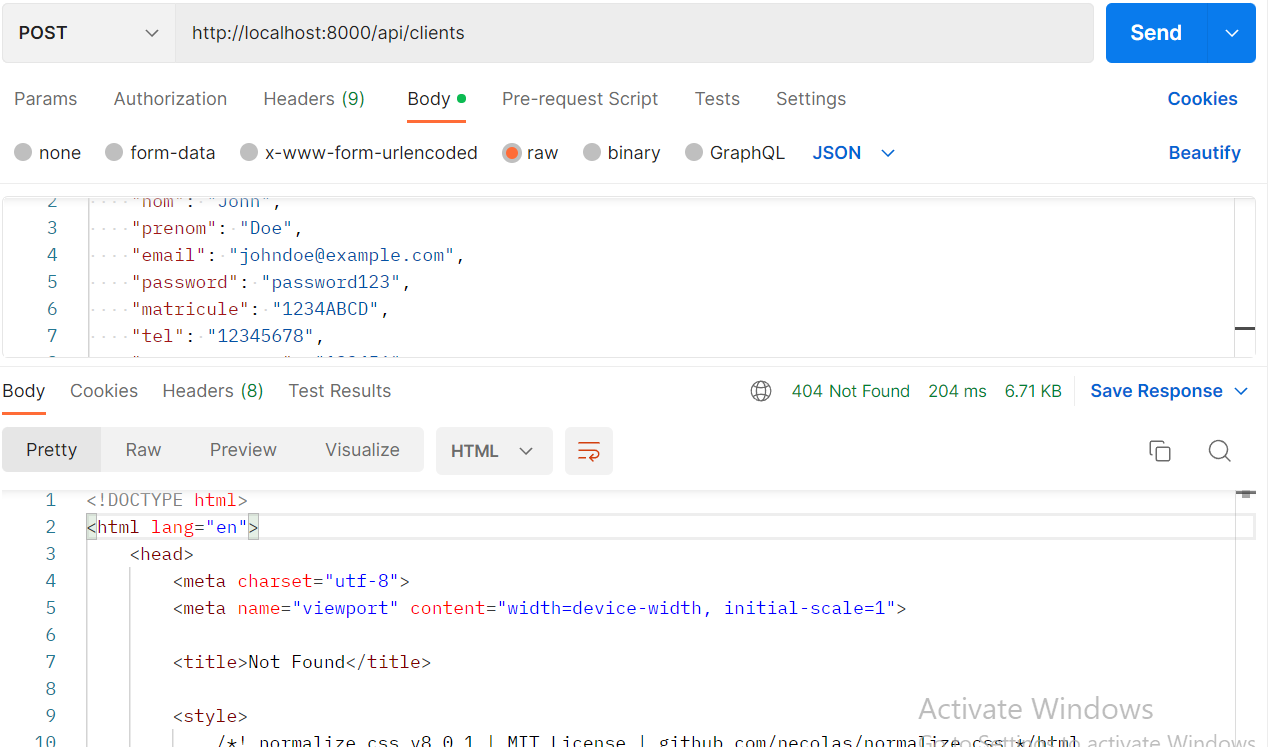 POST http://localhost:8000/api/clients Send
Params Authorization Headers (9) Body Pre-request Script Tests Settings Cookies
none form-data x-www-form-urlencoded raw binary GraphQL JSON Beautify
2 "nom": "John",
3 "prenom": "Doe",
4 "email": "johndoe@example.com",
5 "password": "password123",
6 "matricule": "1234ABCD",
7 "tel": "12345678",
Body Cookies Headers (8) Test Results 404 Not Found 204 ms 6.71 KB Save Response
Pretty Raw Preview Visualize HTML
1 <!DOCTYPE html>
2 <html lang="en">
3 <head>
4 <meta charset="utf-8">
5 <meta name="viewport" content="width=device-width, initial-scale=1">
6
7 <title>Not Found</title>
8
9 <style>
Activate Windows
10 /*! normalize.css v8.0.1 | MIT License | github.com/necolas/normalize.css */html
Go to Settings to activate Windows